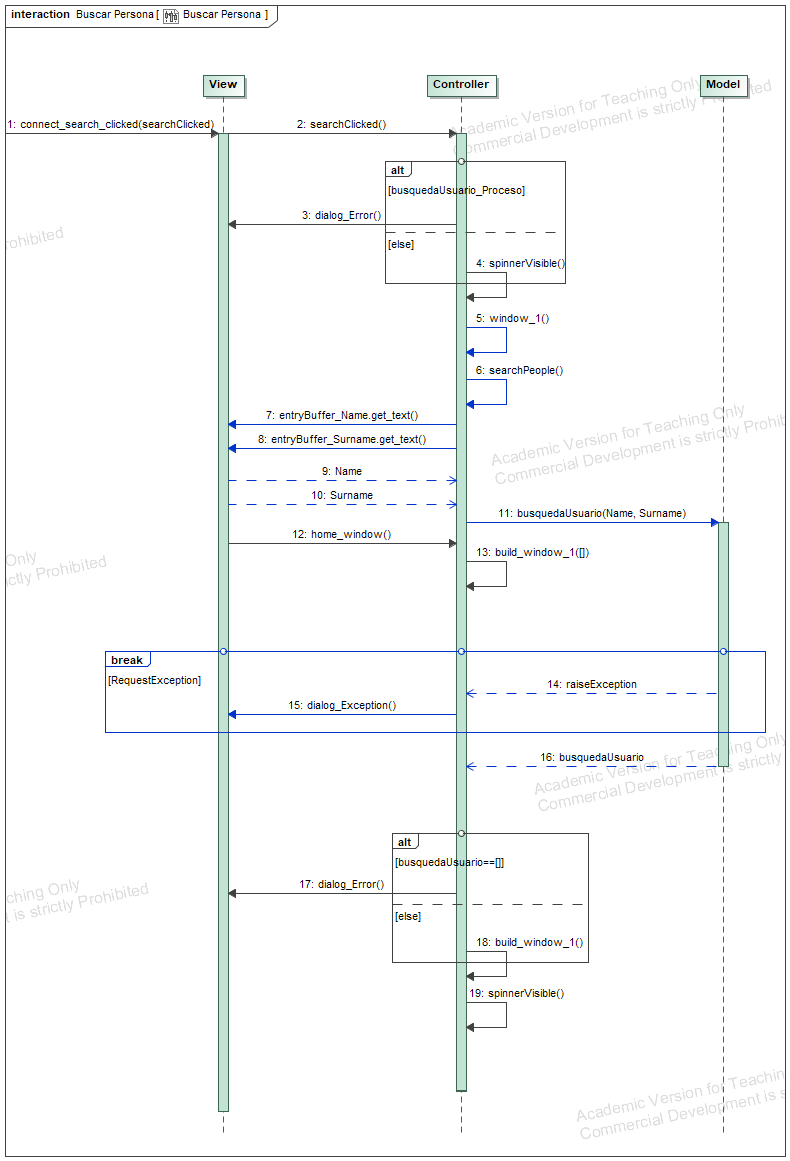 interaction Buscar Persona [ Buscar Persona ]
View
Controller
Model
Academic Version for Teaching Only
Commercial Development is strictly Prohibited
1: connect_search_clicked(searchClicked)
2: searchClicked()
alt
[busquedaUsuario_Proceso]
3: dialog_Error()
rohibited
[else]
4: spinnerVisible()
5: window_1()
6: searchPeople()
7: entryBuffer_Name.get_text()
Academic Version for Teaching Only
Commercial Development is strictly Prohib
8: entryBuffer_Surname.get_text()
9: Name
10: Surname
11: busquedaUsuario(Name, Surname)
12: home_window()
13: build_window_1([])
Only
ictly Prohibited
break
[RequestException]
14: raiseException
15: dialog_Exception()
16: busquedaUsuario
Academic Version for Teaching Only
Commercial Development is strictly
alt
[busquedaUsuario==[]]
17: dialog_Error()
ching Only
t is strictly Prohibited
[else]
18: build_window_1()
19: spinnerVisible()
Academic Version for Teaching
Commercial Development is strictly